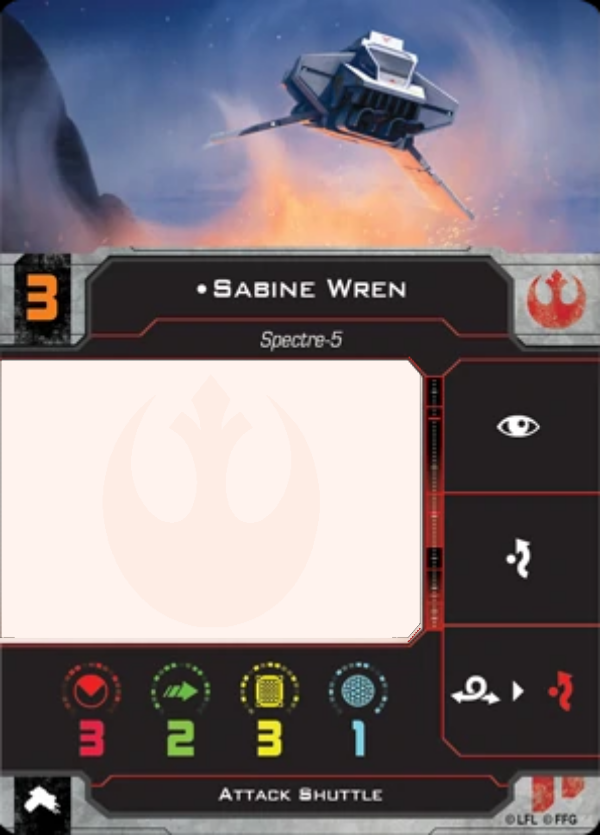 3
•Sabine Wren
Spectre-5
3 2 3 1
Attack Shuttle
©LFL ©FFG